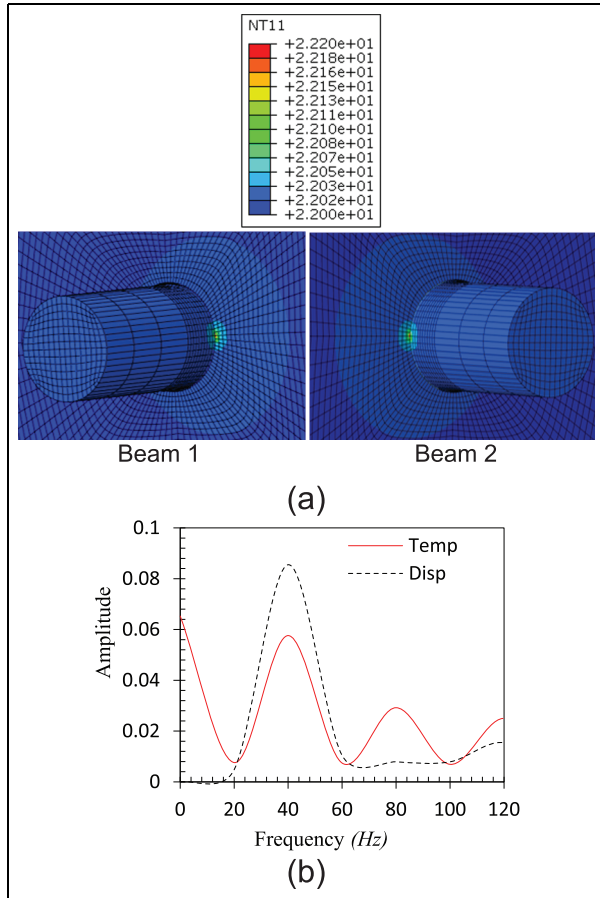 NT11
+2.220e+01
+2.218e+01
+2.216e+01
+2.215e+01
+2.213e+01
+2.211e+01
+2.210e+01
+2.208e+01
+2.207e+01
+2.205e+01
+2.203e+01
+2.202e+01
+2.200e+01
Beam 1
Beam 2
(a)
0.1
0.08
0.06
0.04
0.02
0
Amplitude
Temp
Disp
0 20 40 60 80 100 120
Frequency (Hz)
(b)